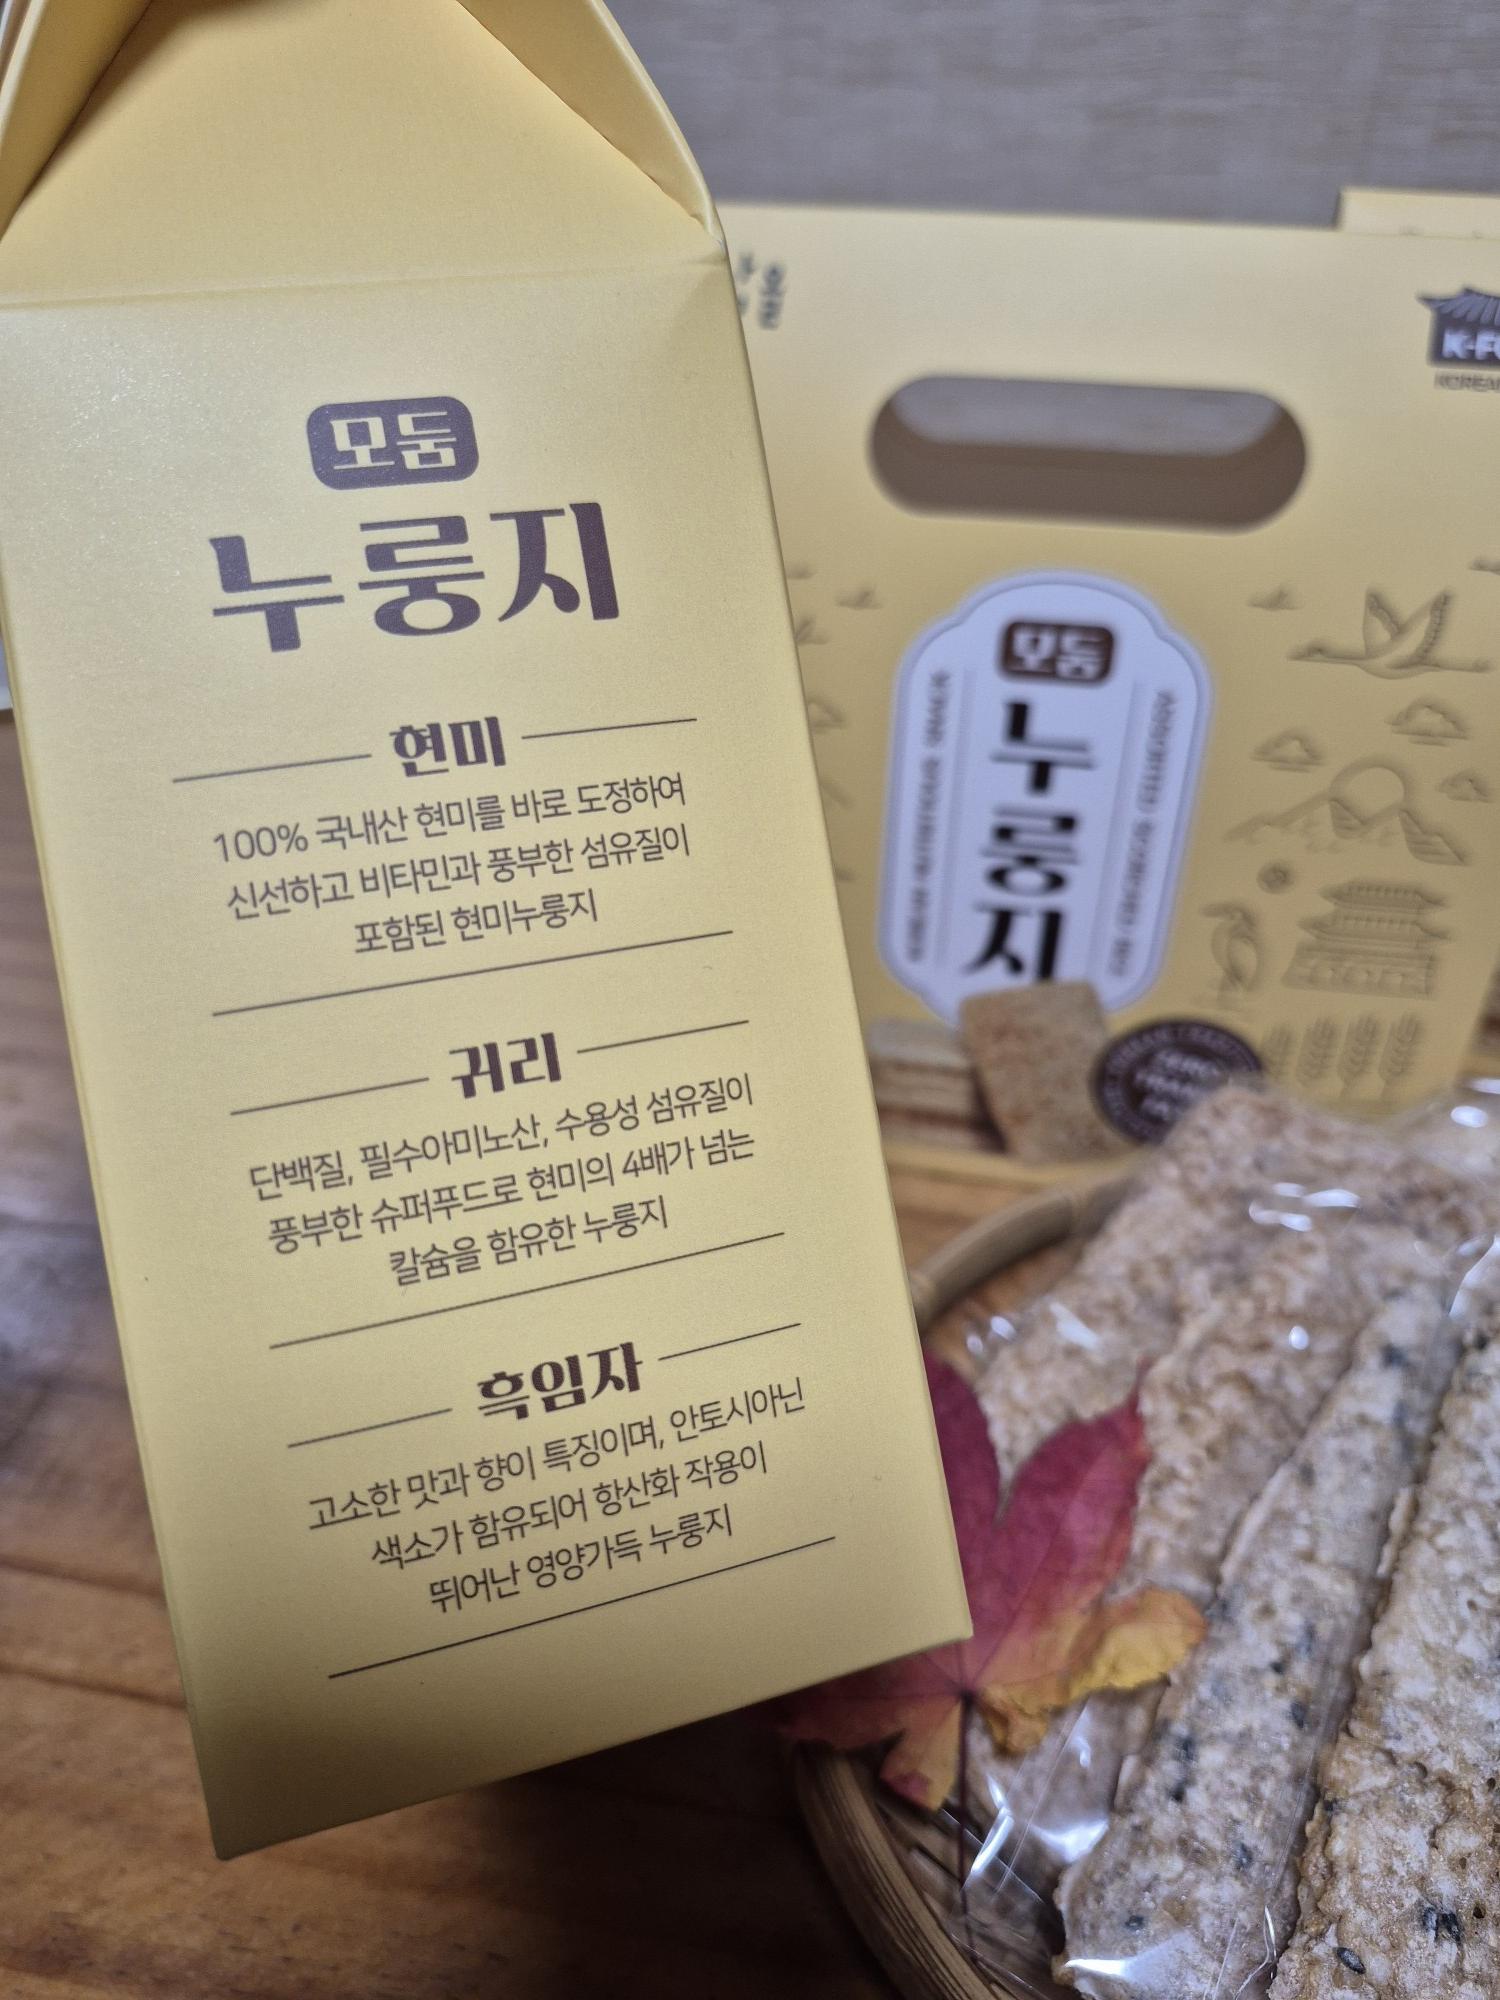 모둠
누룽지
현미
100% 국내산 현미를 바로 도정하여
신선하고 비타민과 풍부한 섬유질이
포함된 현미누룽지
귀리
단백질, 필수아미노산, 수용성 섬유질이
풍부한 슈퍼푸드로 현미의 4배가 넘는
칼슘을 함유한 누룽지
흑임자
고소한 맛과 향이 특징이며, 안토시아닌
색소가 함유되어 항산화 작용이
뛰어난 영양가득 누룽지
모둠
누룽지